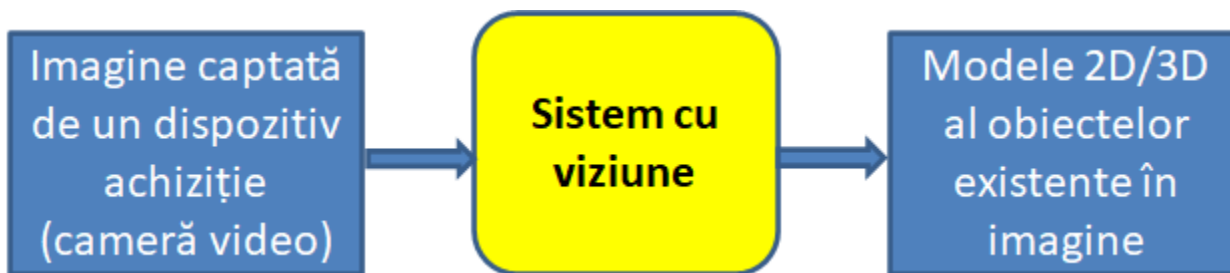 Imagine captată
de un dispozitiv
achiziție
(cameră video)
Sistem cu
viziune
Modele 2D/3D
al obiectelor
existente în
imagine